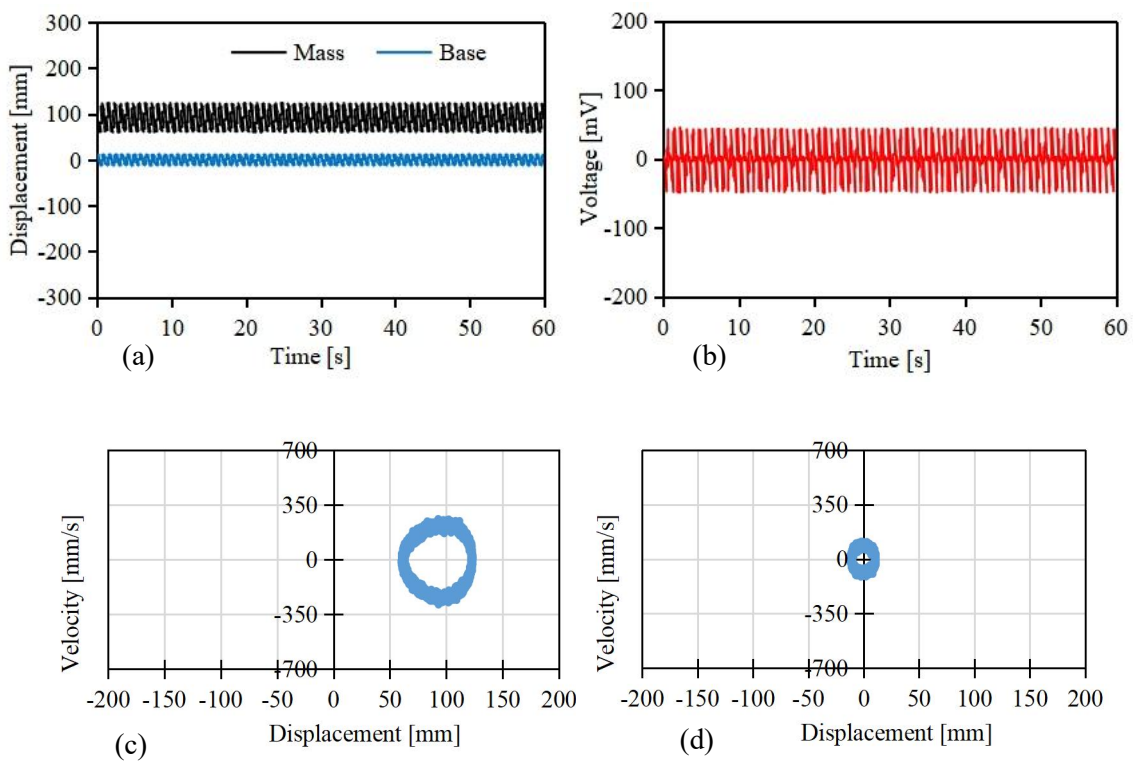 300
200
100
0
-100
-200
-300
Displacement [mm]
Mass
Base
0 10 20 30 40 50 60
Time [s]
(a)
200
100
0
-100
-200
Voltage [mV]
0 10 20 30 40 50 60
Time [s]
(b)
700
350
0
-350
-700
Velocity [mm/s]
-200 -150 -100 -50 0 50 100 150 200
Displacement [mm]
(c)
700
350
0
-350
-700
Velocity [mm/s]
-200 -150 -100 -50 0 50 100 150 200
Displacement [mm]
(d)